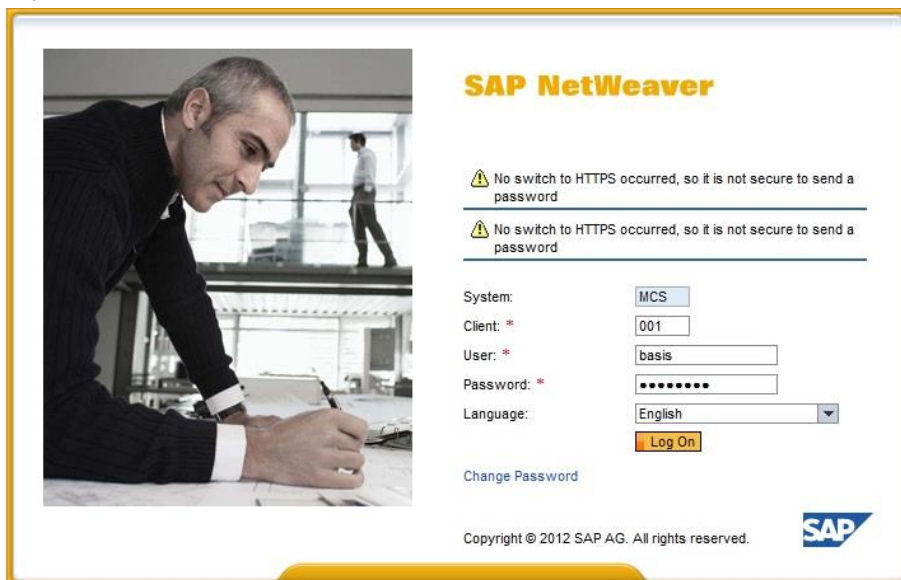 SAP NetWeaver
No switch to HTTPS occurred, so it is not secure to send a
password
No switch to HTTPS occurred, so it is not secure to send a
password
System: MCS
Client: * 001
User: * basis
Password: * ••••••••
Language: English
Log On
Change Password
Copyright © 2012 SAP AG. All rights reserved.
SAP